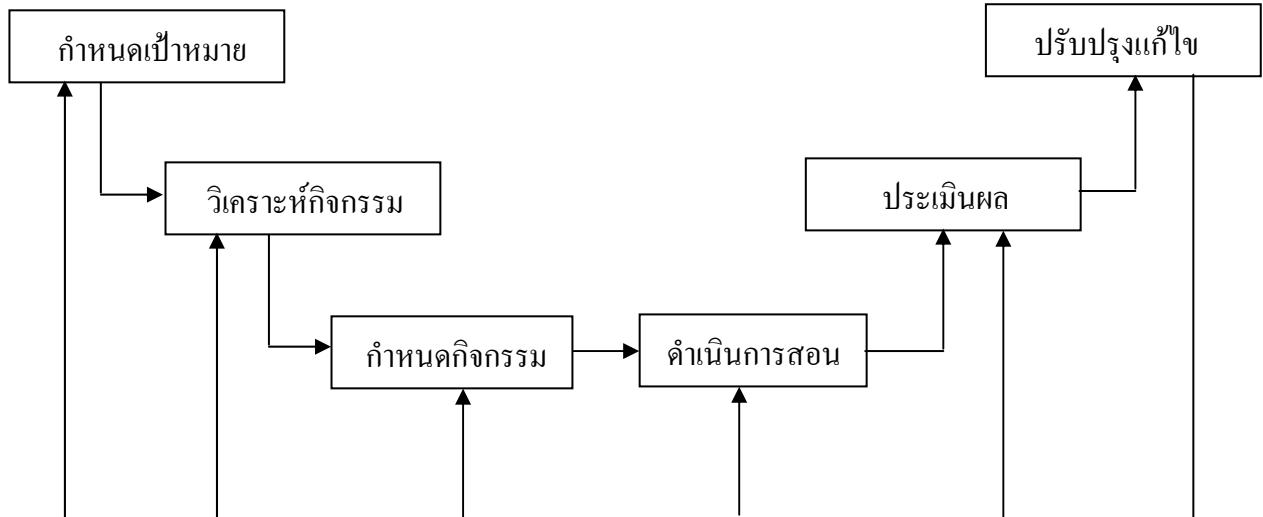 กำหนดเป้าหมาย
ปรับปรุงแก้ไข
วิเคราะห์กิจกรรม
ประเมินผล
กำหนดกิจกรรม
ดำเนินการสอน